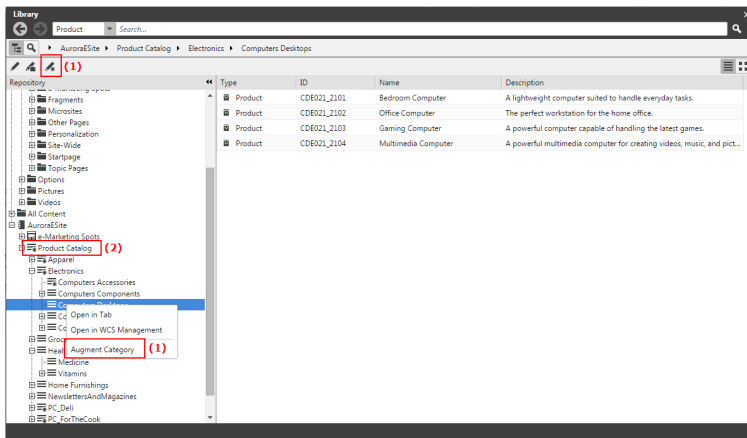 Library
Product
Search...
AuroraESite
Product Catalog
Electronics
Computers Desktops
(1)
Repository
Type
ID
Name
Description
Product
CDE021_2101
Bedroom Computer
A lightweight computer suited to handle everyday tasks.
Product
CDE021_2102
Office Computer
The perfect workstation for the home office.
Product
CDE021_2103
Gaming Computer
A powerful computer capable of handling the latest games.
Product
CDE021_2104
Multimedia Computer
A powerful multimedia computer for creating videos, music, and pict...
Fragments
Microsites
Other Pages
Personalization
Site-Wide
Startpage
Topic Pages
Options
Pictures
Videos
All Content
AuroraESite
e-Marketing Spots
Product Catalog
(2)
Apparel
Electronics
Computers Accessories
Computers Components
Co
Open in Tab
Co
Open in WCS Management
Groc
Heal
Augment Category
(1)
Medicine
Vitamins
Home Furnishings
NewslettersAndMagazines
PC_Deli
PC_ForTheCook